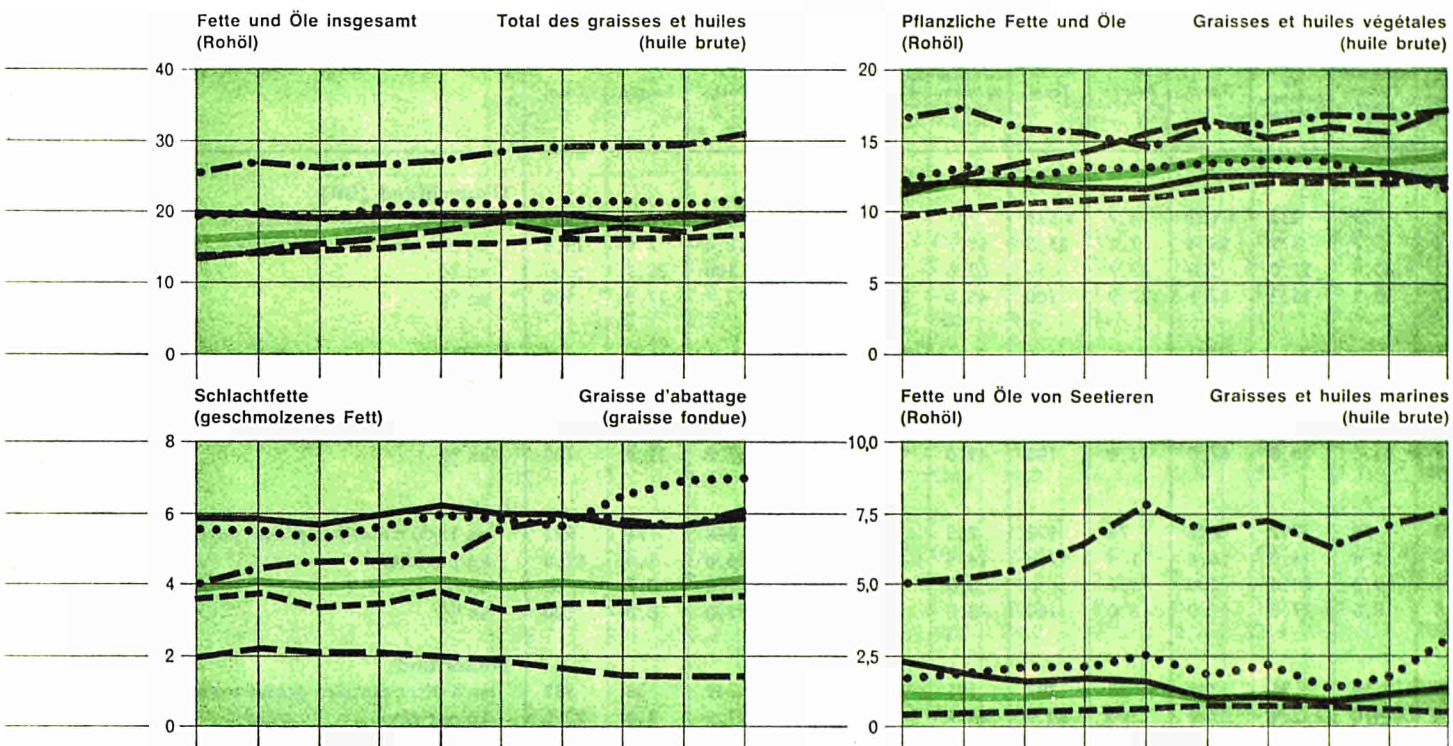 Fette und Öle insgesamt
(Rohöl)
Total des graisses et huiles
(huile brute)
40
30
20
10
0
Pflanzliche Fette und Öle
(Rohöl)
Graisses et huiles végétales
(huile brute)
20
15
10
5
0
Schlachtfette
(geschmolzenes Fett)
Graisse d'abattage
(graisse fondue)
8
6
4
2
0
Fette und Öle von Seetieren
(Rohöl)
Graisses et huiles marines
(huile brute)
10,0
7,5
5,0
2,5
0